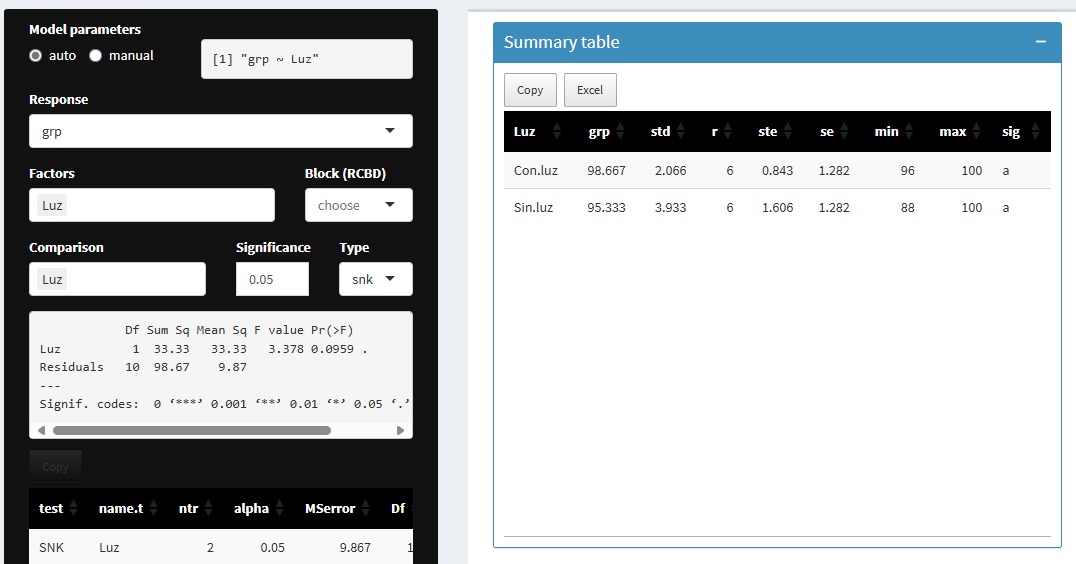 Model parameters
auto manual
[1] "grp ~ Luz"
Response
grp
Factors Block (RCBD)
Luz choose
Comparison Significance Type
Luz 0.05 snk
Df Sum Sq Mean Sq F value Pr(>F)
Luz 1 33.33 33.33 3.378 0.0959 .
Residuals 10 98.67 9.87
---
Signif. codes: 0 ‘***’ 0.001 ‘**’ 0.01 ‘*’ 0.05 ‘.’
Copy
test name.t ntr alpha MSerror Df
SNK Luz 2 0.05 9.867 1
Summary table
Copy Excel
Luz grp std r ste se min max sig
Con.luz 98.667 2.066 6 0.843 1.282 96 100 a
Sin.luz 95.333 3.933 6 1.606 1.282 88 100 a